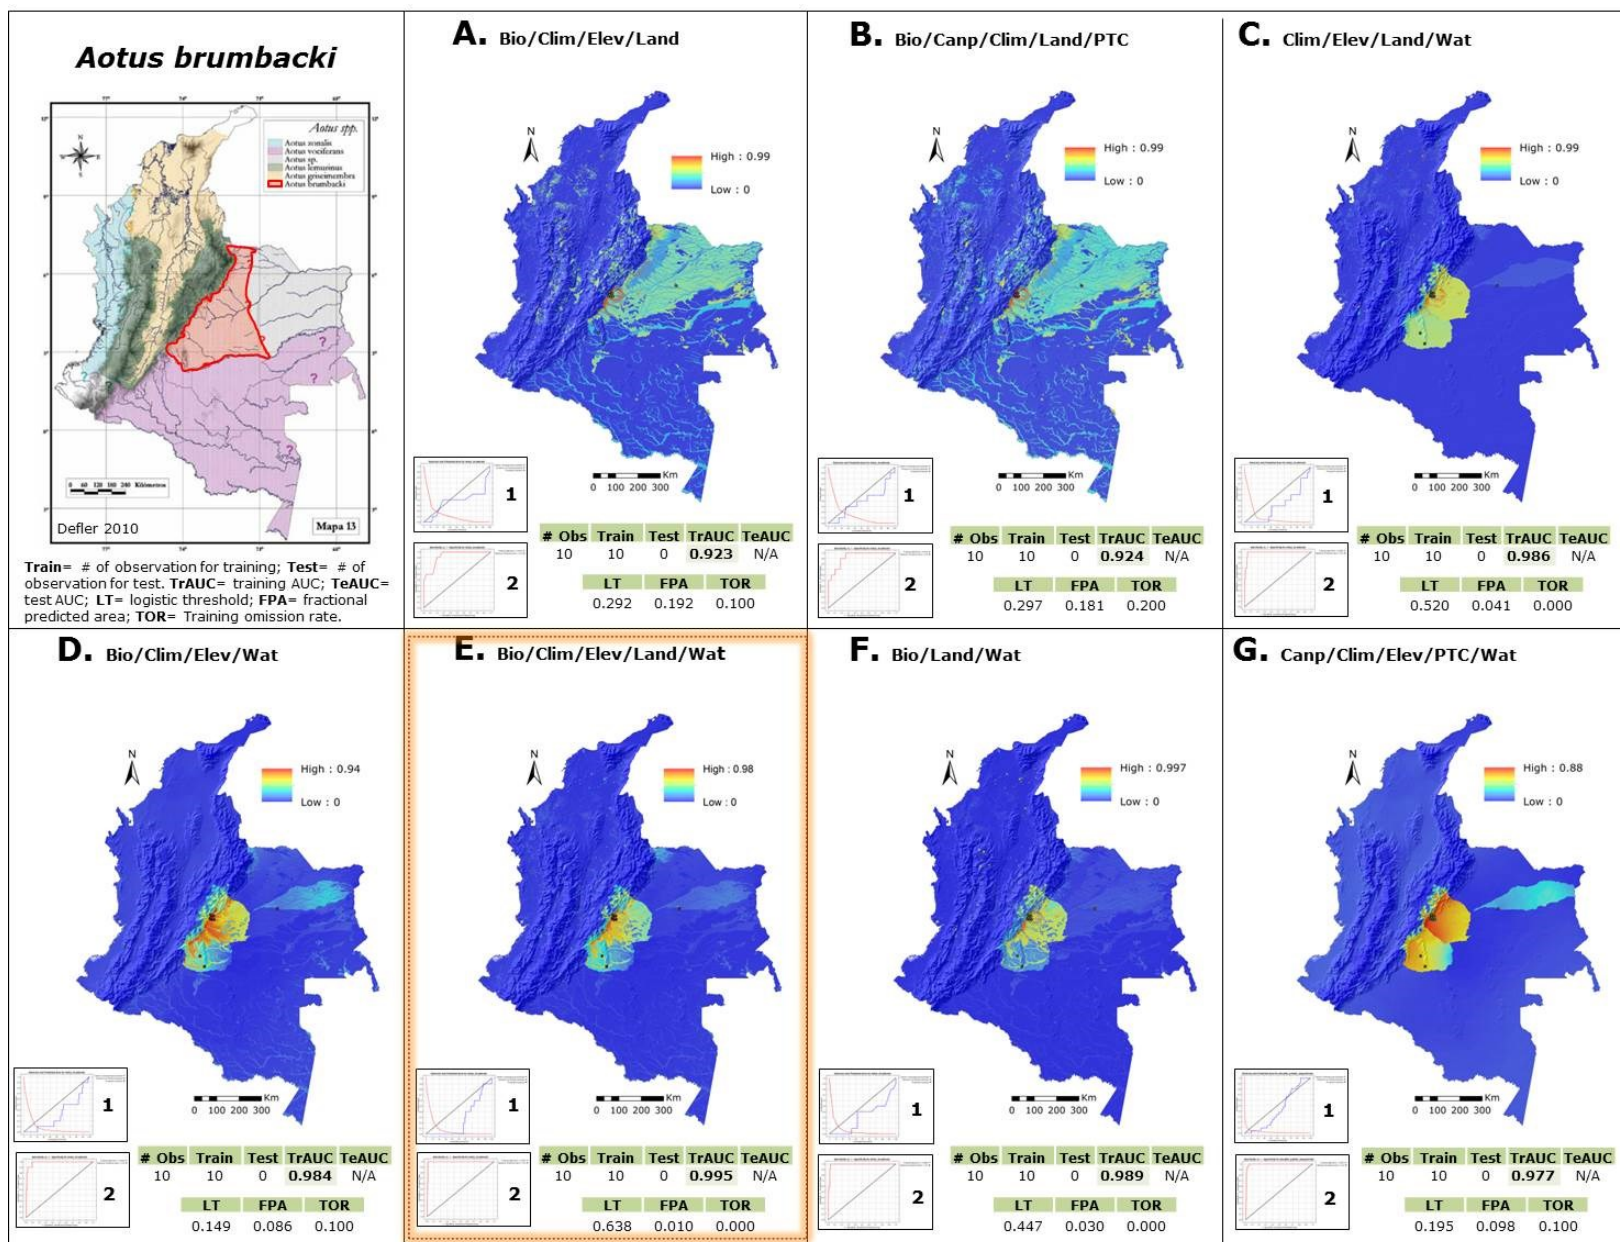 Aotus brumbacki
Aotus spp.
Aotus zonalis
Aotus vociferans
Aotus sp.
Aotus lemurinus
Aotus griseimembra
Aotus brumbacki
N
W
E
S
?
?
?
?
?
0 60 120 180 240 Kilómetros
Defler 2010
Mapa 13
Train= # of observation for training; Test= # of
observation for test. TrAUC= training AUC; TeAUC=
test AUC; LT= logistic threshold; FPA= fractional
predicted area; TOR= Training omission rate.
A. Bio/Clim/Elev/Land
N
High : 0.99
Low : 0
Km
0 100 200 300
1
2
# Obs Train Test TrAUC TeAUC
10 10 0 0.923 N/A
LT FPA TOR
0.292 0.192 0.100
B. Bio/Canp/Clim/Land/PTC
N
High : 0.99
Low : 0
Km
0 100 200 300
1
2
# Obs Train Test TrAUC TeAUC
10 10 0 0.924 N/A
LT FPA TOR
0.297 0.181 0.200
C. Clim/Elev/Land/Wat
N
High : 0.99
Low : 0
Km
0 100 200 300
1
2
# Obs Train Test TrAUC TeAUC
10 10 0 0.986 N/A
LT FPA TOR
0.520 0.041 0.000
D. Bio/Clim/Elev/Wat
N
High : 0.94
Low : 0
Km
0 100 200 300
1
2
# Obs Train Test TrAUC TeAUC
10 10 0 0.984 N/A
LT FPA TOR
0.149 0.086 0.100
E. Bio/Clim/Elev/Land/Wat
N
High : 0.98
Low : 0
Km
0 100 200 300
1
2
# Obs Train Test TrAUC TeAUC
10 10 0 0.995 N/A
LT FPA TOR
0.638 0.010 0.000
F. Bio/Land/Wat
N
High : 0.997
Low : 0
Km
0 100 200 300
1
2
# Obs Train Test TrAUC TeAUC
10 10 0 0.989 N/A
LT FPA TOR
0.447 0.030 0.000
G. Canp/Clim/Elev/PTC/Wat
N
High : 0.88
Low : 0
Km
0 100 200 300
1
2
# Obs Train Test TrAUC TeAUC
10 10 0 0.977 N/A
LT FPA TOR
0.195 0.098 0.100